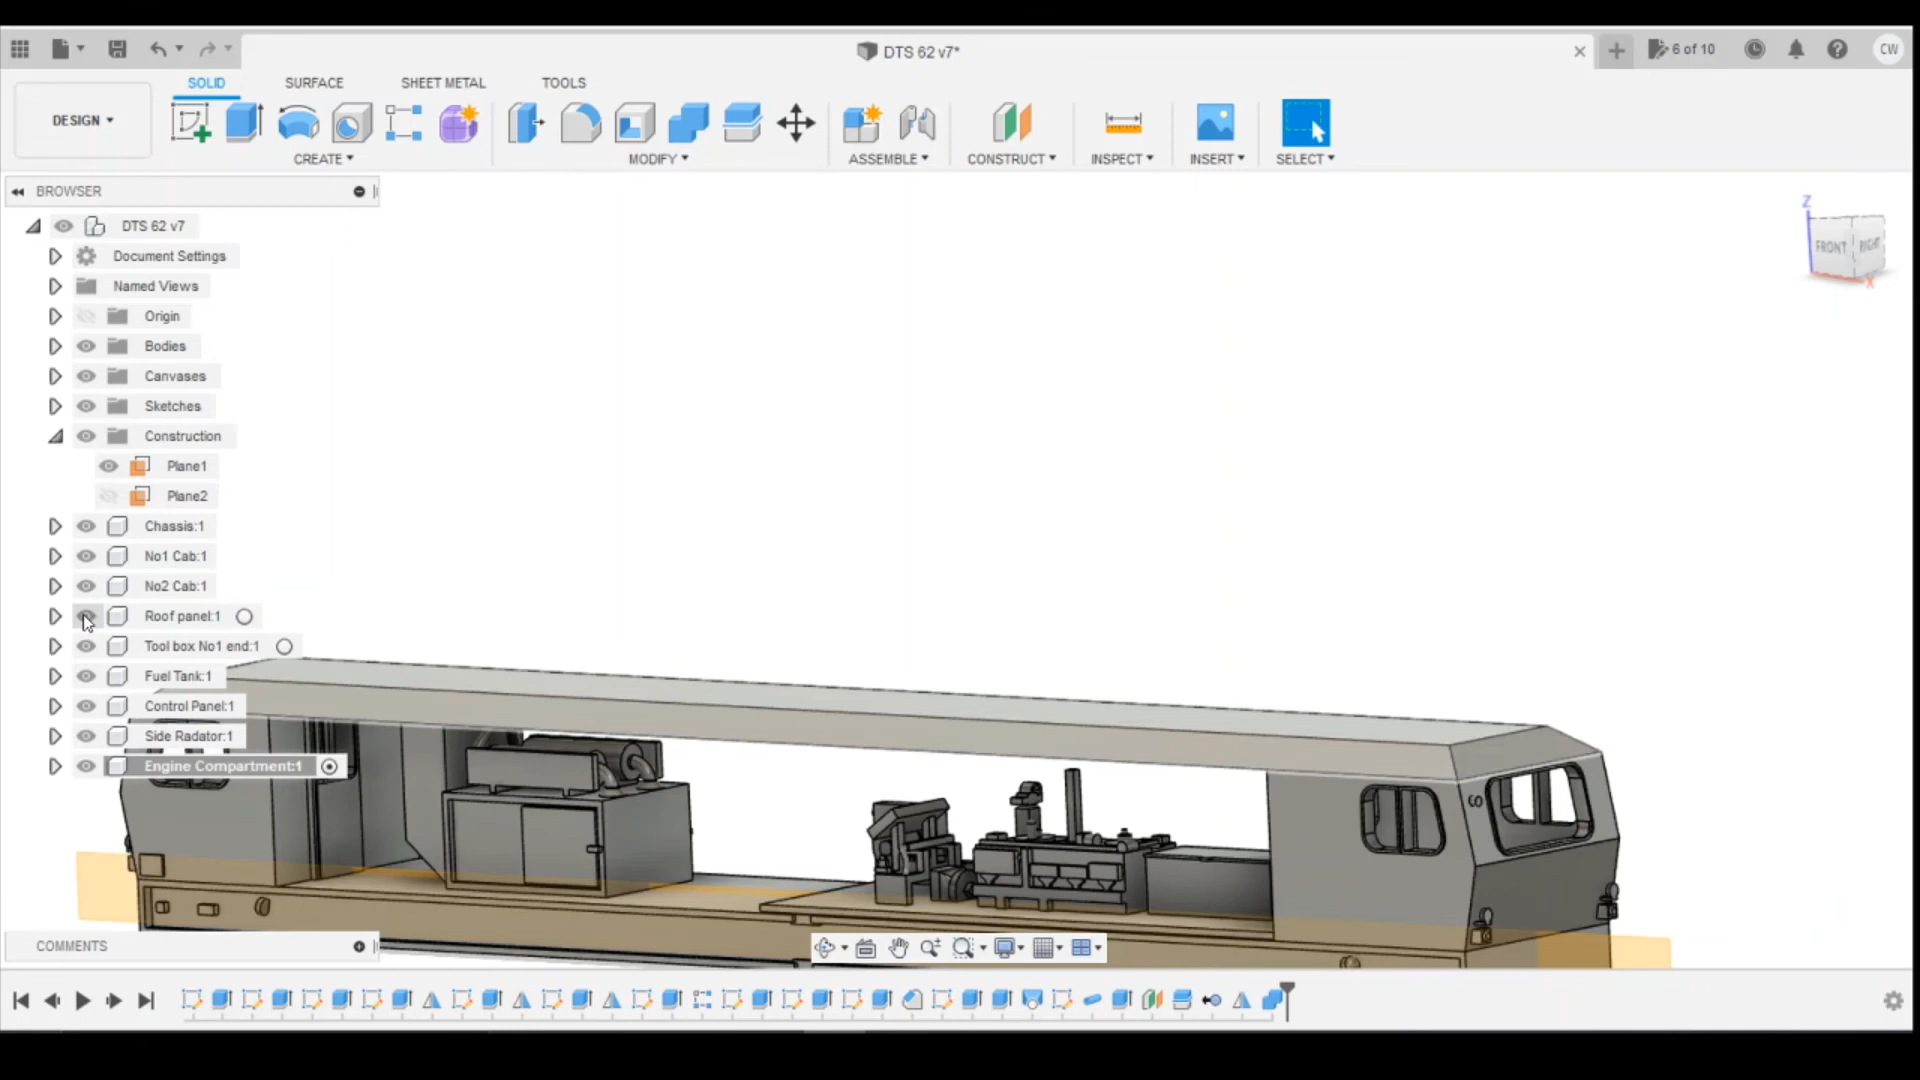 DTS 62 v7*
6 of 10
CW
SOLID
SURFACE
SHEET METAL
TOOLS
DESIGN
CREATE
MODIFY
ASSEMBLE
CONSTRUCT
INSPECT
INSERT
SELECT
BROWSER
DTS 62 v7
Document Settings
Named Views
Origin
Bodies
Canvases
Sketches
Construction
Plane1
Plane2
Chassis:1
No1 Cab:1
No2 Cab:1
Roof panel:1
Tool box No1 end:1
Fuel Tank:1
Control Panel:1
Side Radator:1
Engine Compartment:1
Z
FRONT
RIGHT
X
COMMENTS